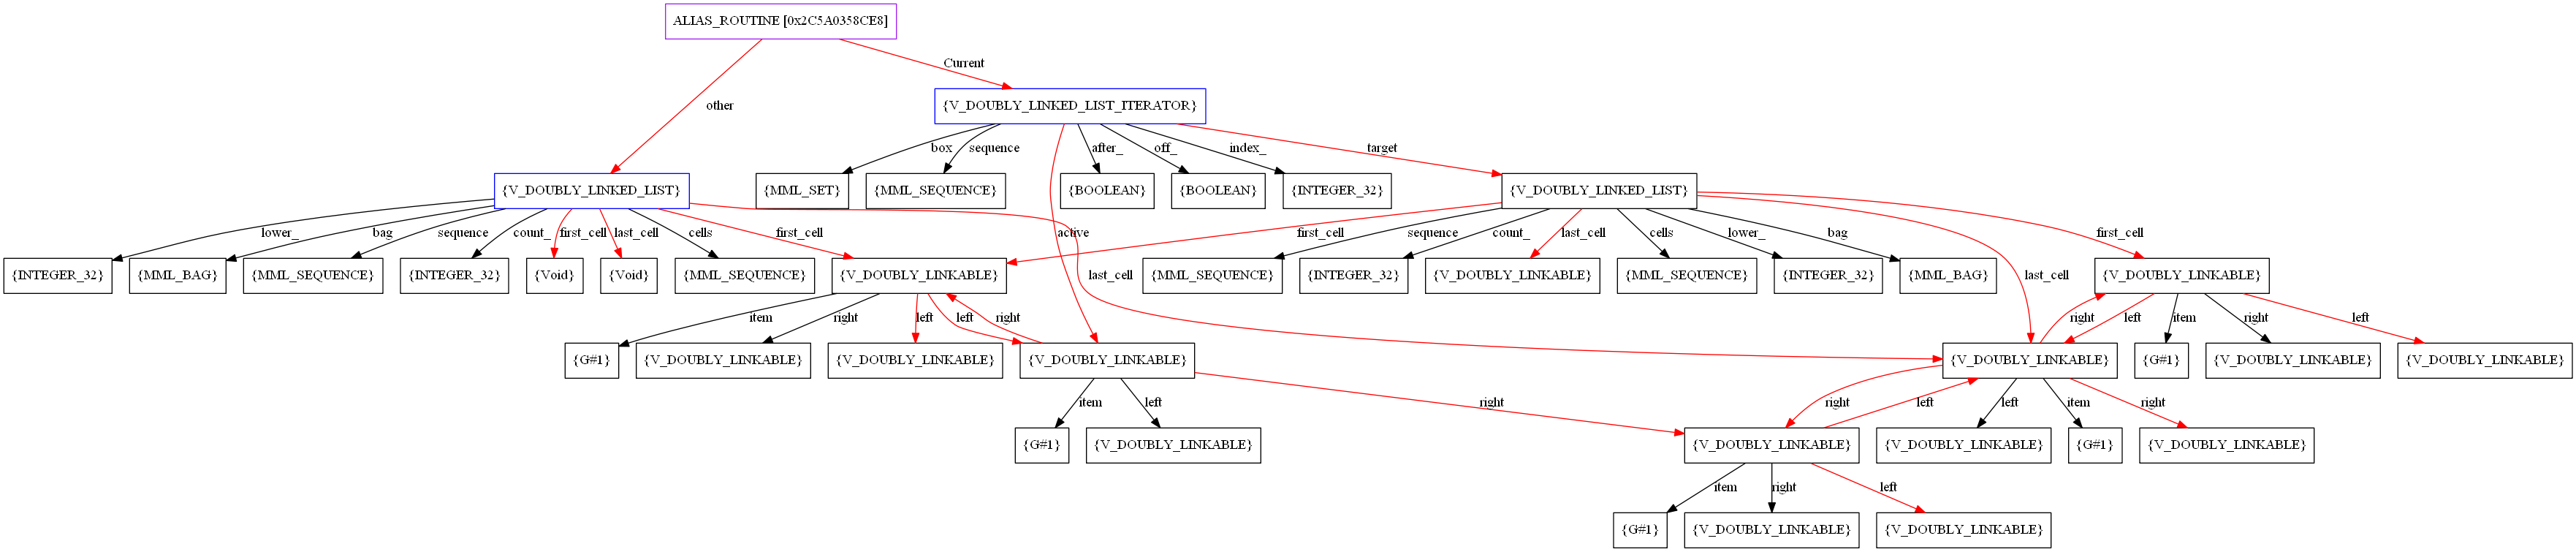 ALIAS_ROUTINE [0x2C5A0358CE8]
Current
other
{V_DOUBLY_LINKED_LIST_ITERATOR}
box
sequence
after_
off_
index_
target
{V_DOUBLY_LINKED_LIST}
{MML_SET}
{MML_SEQUENCE}
{BOOLEAN}
{BOOLEAN}
{INTEGER_32}
{V_DOUBLY_LINKED_LIST}
lower_
bag
sequence
count_
first_cell
last_cell
cells
first_cell
active
first_cell
sequence
count_
last_cell
cells
lower_
bag
first_cell
{INTEGER_32}
{MML_BAG}
{MML_SEQUENCE}
{INTEGER_32}
{Void}
{Void}
{MML_SEQUENCE}
{V_DOUBLY_LINKABLE}
last_cell
{MML_SEQUENCE}
{INTEGER_32}
{V_DOUBLY_LINKABLE}
{MML_SEQUENCE}
{INTEGER_32}
{MML_BAG}
last_cell
{V_DOUBLY_LINKABLE}
item
right
left
left
right
right
left
item
right
left
{G#1}
{V_DOUBLY_LINKABLE}
{V_DOUBLY_LINKABLE}
{V_DOUBLY_LINKABLE}
{V_DOUBLY_LINKABLE}
{G#1}
{V_DOUBLY_LINKABLE}
{V_DOUBLY_LINKABLE}
item
left
right
right
left
left
item
right
{G#1}
{V_DOUBLY_LINKABLE}
{V_DOUBLY_LINKABLE}
{V_DOUBLY_LINKABLE}
{G#1}
{V_DOUBLY_LINKABLE}
item
right
left
{G#1}
{V_DOUBLY_LINKABLE}
{V_DOUBLY_LINKABLE}